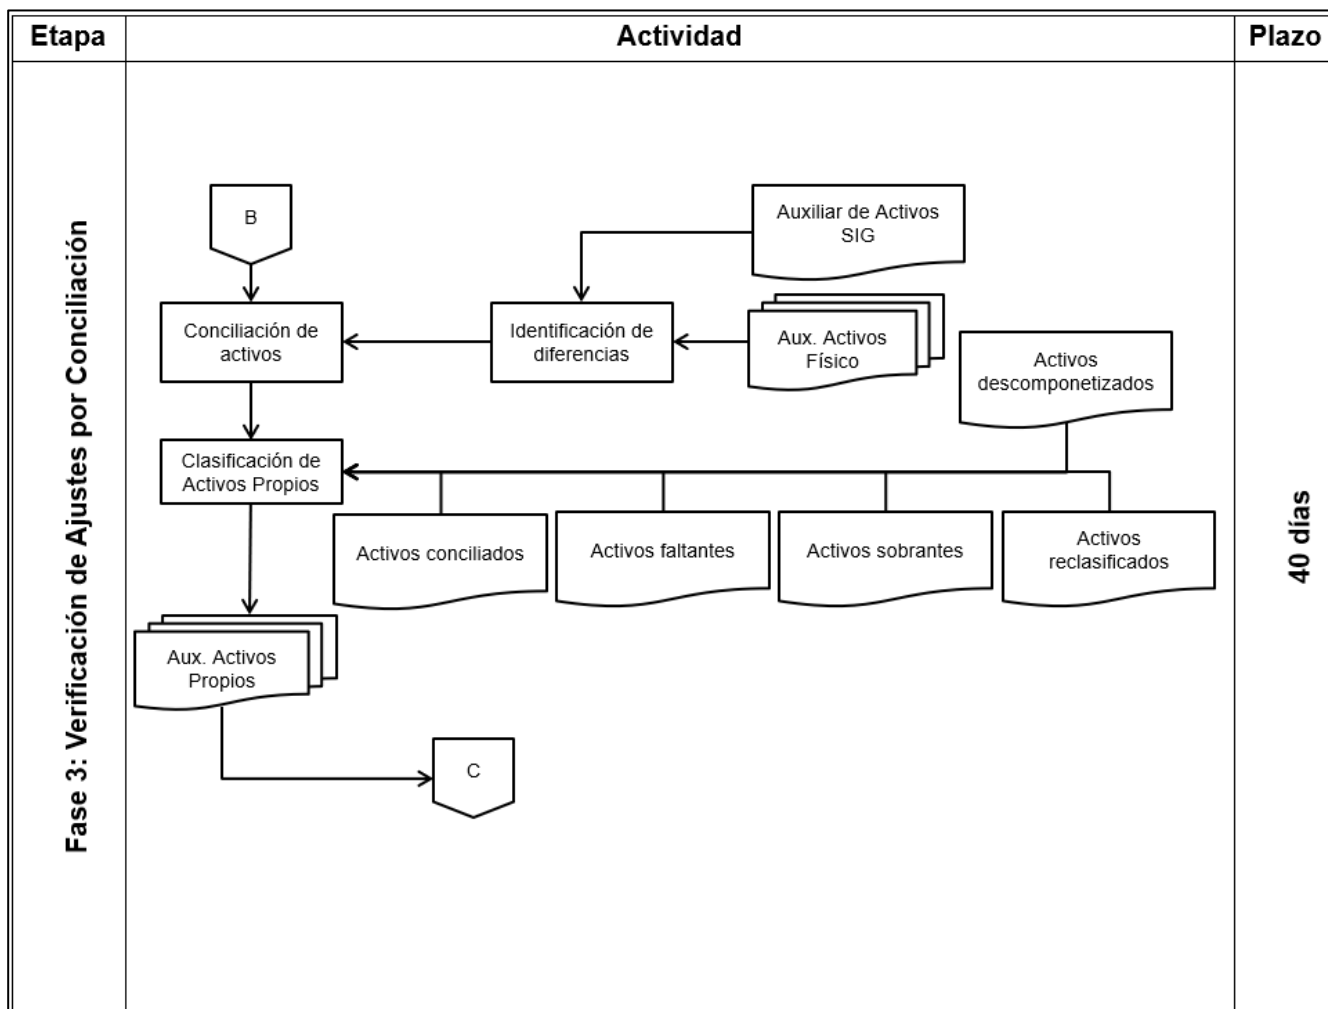 Etapa
Actividad
Plazo
Fase 3: Verificación de Ajustes por Conciliación
B
Auxiliar de Activos
SIG
Conciliación de
activos
Identificación de
diferencias
Aux. Activos
Físico
Activos
descomponetizados
Clasificación de
Activos Propios
Activos conciliados
Activos faltantes
Activos sobrantes
Activos
reclasificados
Aux. Activos
Propios
C
40 días